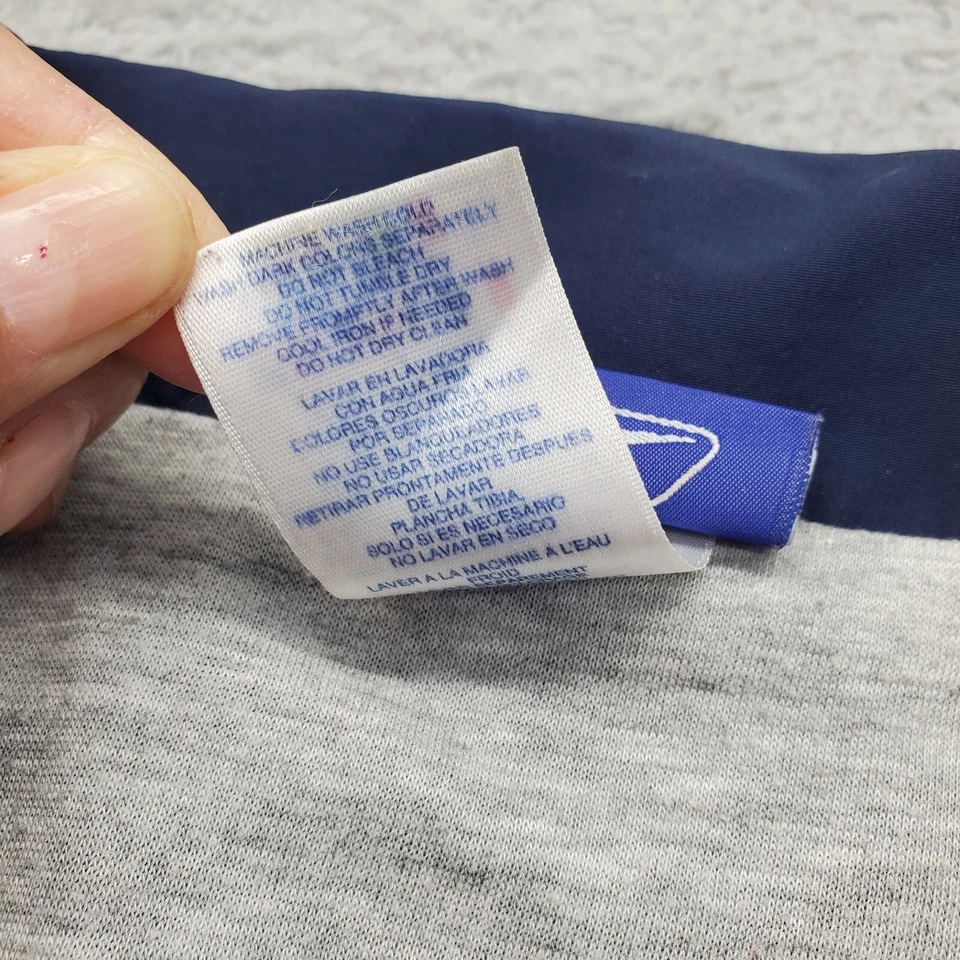 MACHINE WASH COLD
WASH DARK COLORS SEPARATELY
DO NOT BLEACH
DO NOT TUMBLE DRY
REMOVE PROMPTLY AFTER WASH
COOL IRON IF NEEDED
DO NOT DRY CLEAN
LAVAR EN LAVADORA
CON AGUA FRIA
COLORES OSCUROS LAVAR
POR SEPARADO
NO USE BLANQUEADORES
NO USAR SECADORA
RETIRAR PRONTAMENTE DESPUES
DE LAVAR
PLANCHA TIBIA
SOLO SI ES NECESARIO
NO LAVAR EN SECO
LAVER A LA MACHINE À L'EAU
FROID